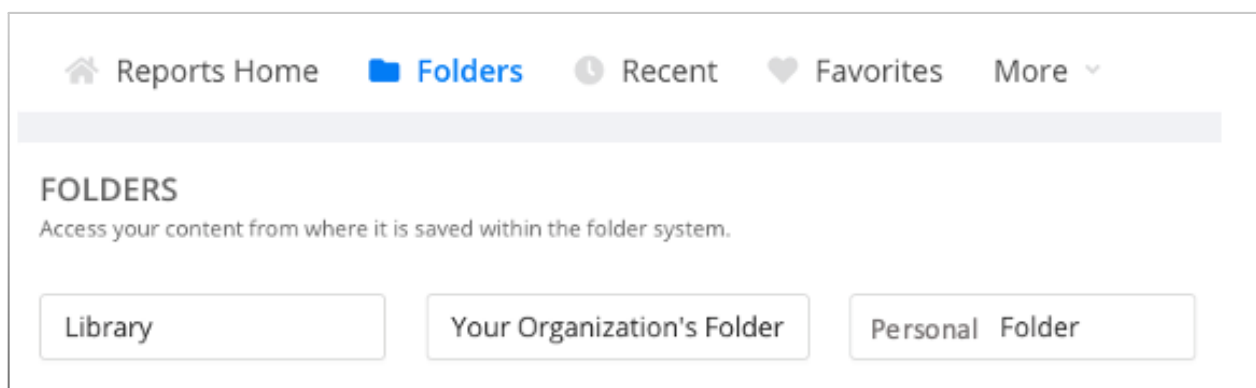 Reports Home Folders Recent Favorites More
FOLDERS
Access your content from where it is saved within the folder system.
Library Your Organization's Folder Personal Folder